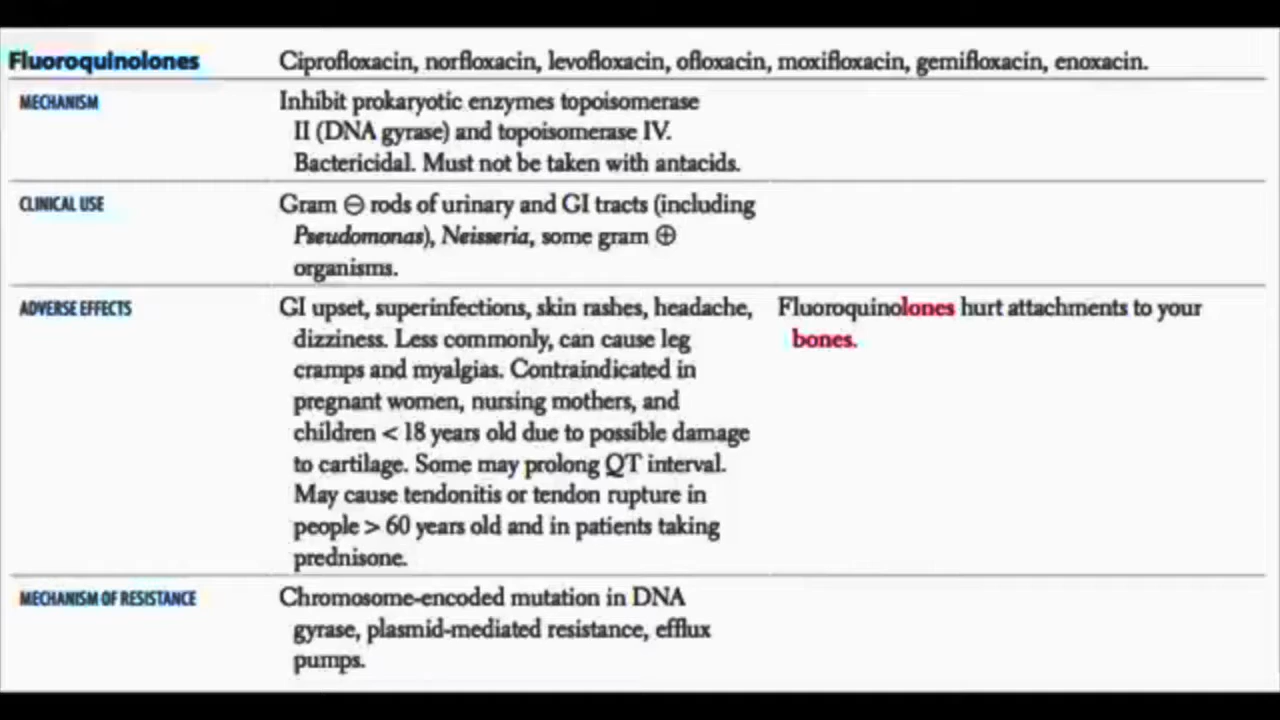 Fluoroquinolones Ciprofloxacin, norfloxacin, levofloxacin, ofloxacin, moxifloxacin, gemifloxacin, enoxacin.
MECHANISM Inhibit prokaryotic enzymes topoisomerase
II (DNA gyrase) and topoisomerase IV.
Bactericidal. Must not be taken with antacids.
CLINICAL USE Gram ⊖ rods of urinary and GI tracts (including
Pseudomonas), Neisseria, some gram ⊕
organisms.
ADVERSE EFFECTS GI upset, superinfections, skin rashes, headache,
dizziness. Less commonly, can cause leg
cramps and myalgias. Contraindicated in
pregnant women, nursing mothers, and
children < 18 years old due to possible damage
to cartilage. Some may prolong QT interval.
May cause tendonitis or tendon rupture in
people > 60 years old and in patients taking
prednisone.
Fluoroquinolones hurt attachments to your
bones.
MECHANISM OF RESISTANCE Chromosome-encoded mutation in DNA
gyrase, plasmid-mediated resistance, efflux
pumps.